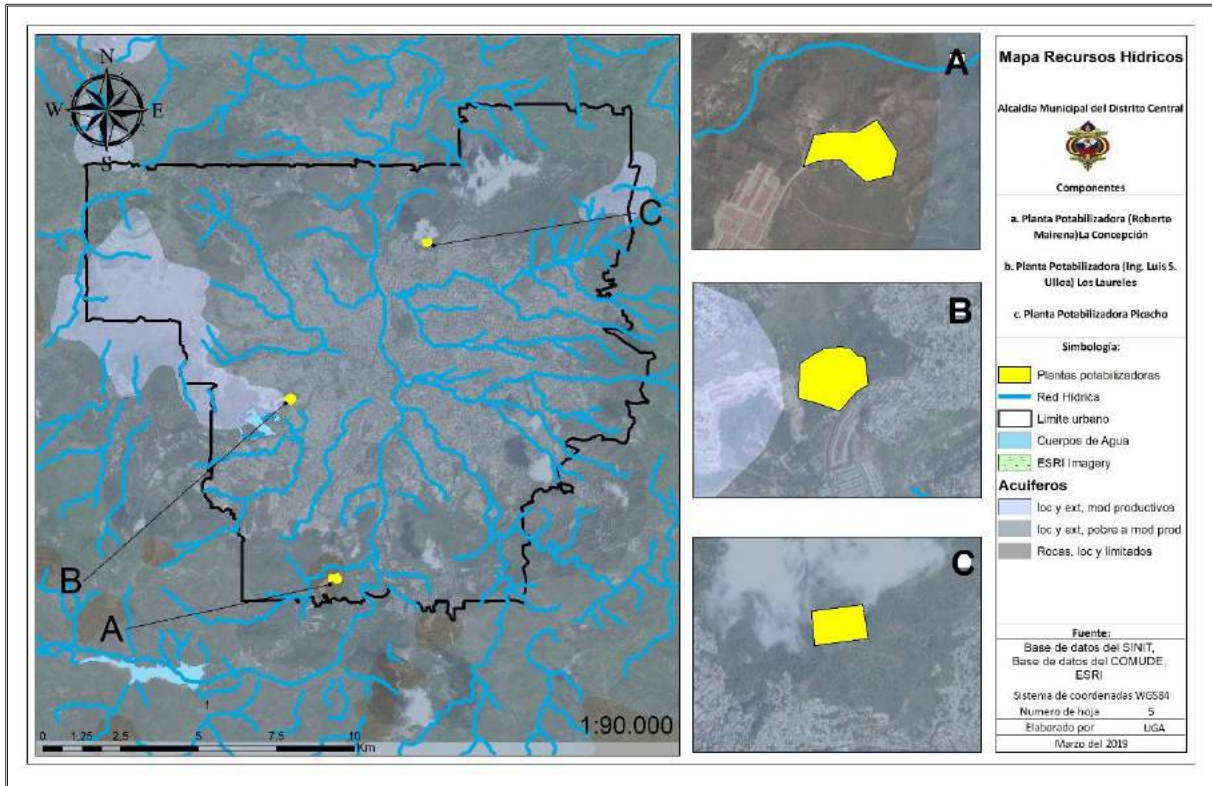 N
W
E
S
C
B
A
1
1:90.000
0 1,25 2,5 5 7,5 10
Km
A
B
C
Mapa Recursos Hídricos
Alcaldia Municipal del Distrito Central
Componentes
a. Planta Potabilizadora (Roberto
Mairena)La Concepción
b. Planta Potabilizadora (Ing. Luis S.
Ulloa) Los Laureles
c. Planta Potabilizadora Picacho
Simbología:
Plantas potabilizadoras
Red Hídrica
Limite urbano
Cuerpos de Agua
ESRI Imagery
Acuiferos
loc y ext, mod productivos
loc y ext, pobre a mod prod
Rocas, loc y limitados
Fuente:
Base de datos del SINIT,
Base de datos del COMUDE,
ESRI
Sistema de coordenadas WGS84
Numero de hoja 5
Elaborado por UGA
Marzo del 2019